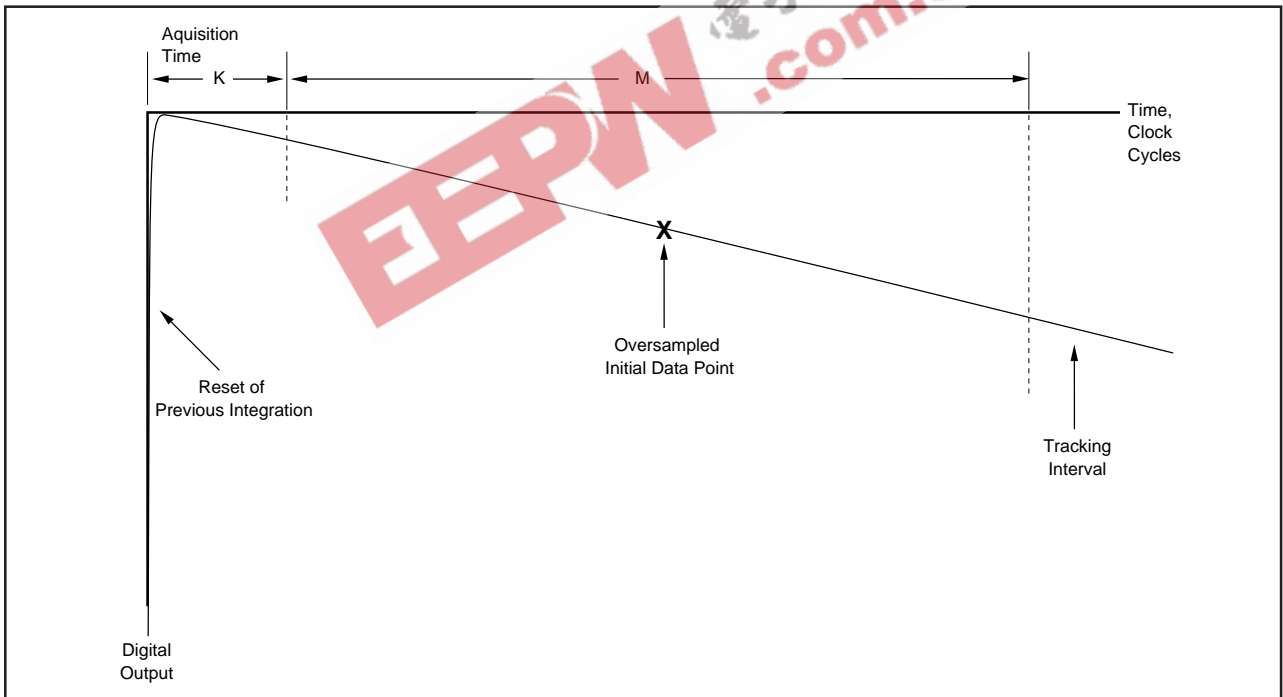 Aquisition
Time
K
M
Time,
Clock
Cycles
EEPW
.com.
X
Oversampled
Initial Data Point
Reset of
Previous Integration
Tracking
Interval
Digital
Output